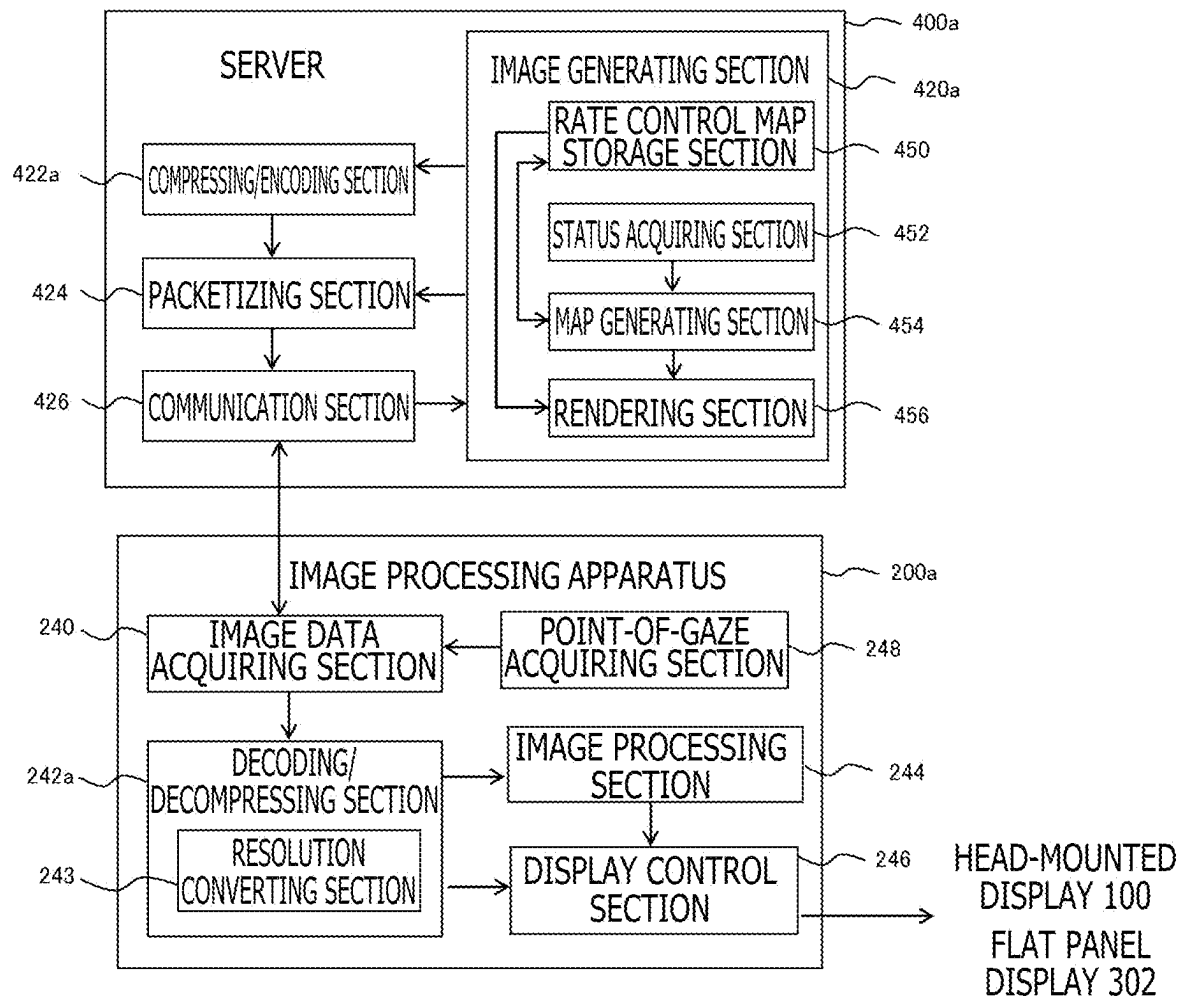 400a
SERVER
IMAGE GENERATING SECTION
420a
RATE CONTROL MAP
STORAGE SECTION
450
422a
COMPRESSING/ENCODING SECTION
STATUS ACQUIRING SECTION
452
424
PACKETIZING SECTION
MAP GENERATING SECTION
454
426
COMMUNICATION SECTION
RENDERING SECTION
456
IMAGE PROCESSING APPARATUS
200a
240
IMAGE DATA
ACQUIRING SECTION
POINT-OF-GAZE
ACQUIRING SECTION
248
242a
DECODING/
DECOMPRESSING SECTION
IMAGE PROCESSING
SECTION
244
243
RESOLUTION
CONVERTING SECTION
DISPLAY CONTROL
SECTION
246
HEAD-MOUNTED
DISPLAY 100
FLAT PANEL
DISPLAY 302